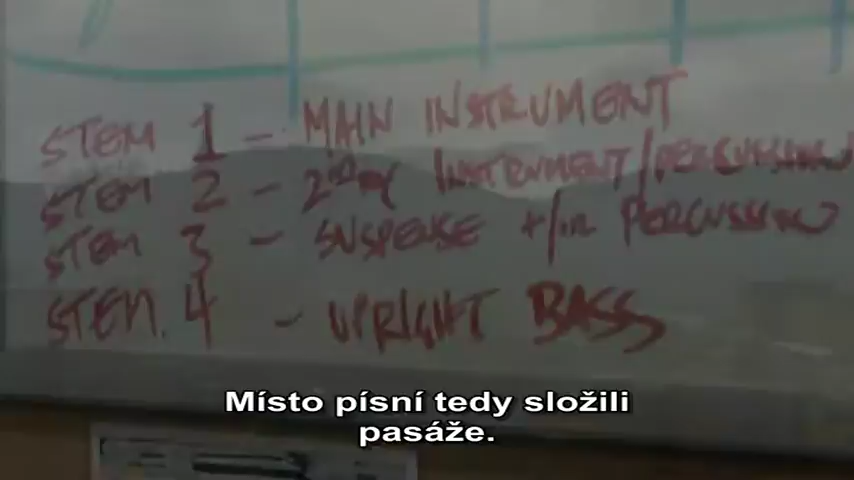 STEM 1 - MAIN INSTRUMENT
STEM 2 - 2ND INSTRUMENT/PERCUSSION
STEM 3 - SUSPENSE +/OR PERCUSSION
STEM 4 - UPRIGHT BASS
Místo písní tedy složili
pasáže.